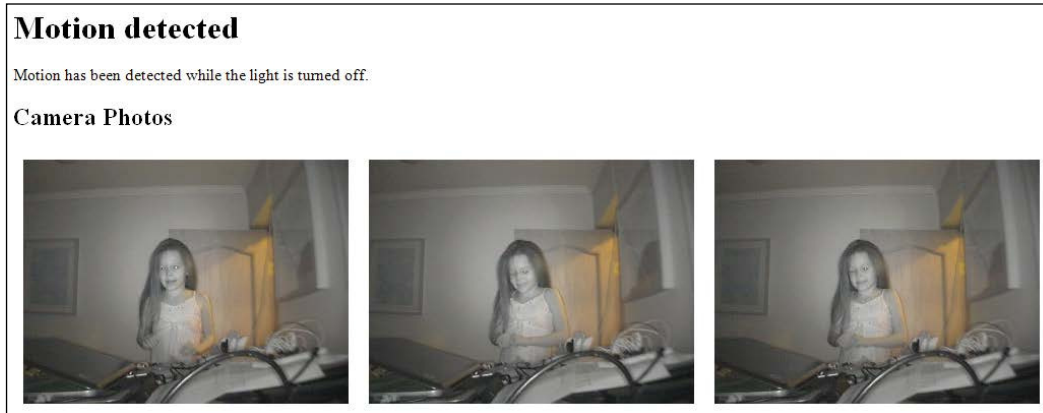 Motion detected
Motion has been detected while the light is turned off.
Camera Photos